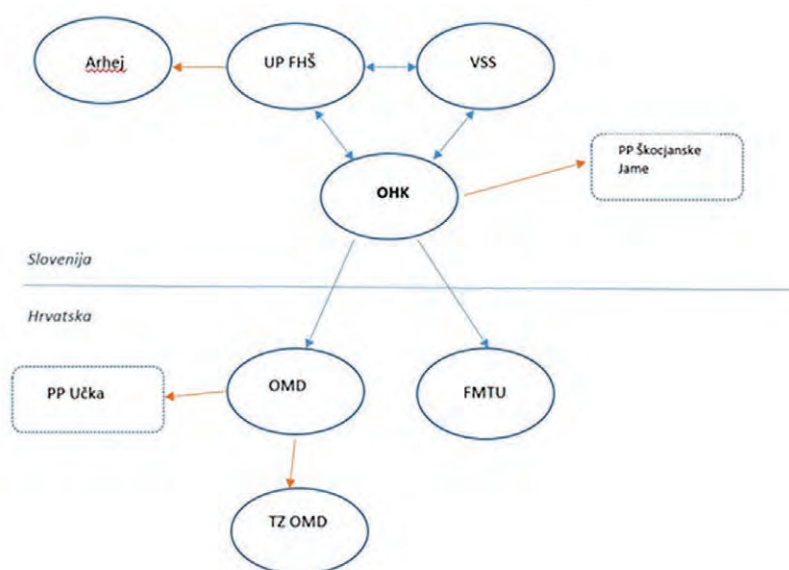 Arhej
UP FHŠ
VSS
PP Škocjanske
Jame
OHK
Slovenija
Hrvatska
PP Učka
OMD
FMTU
TZ OMD